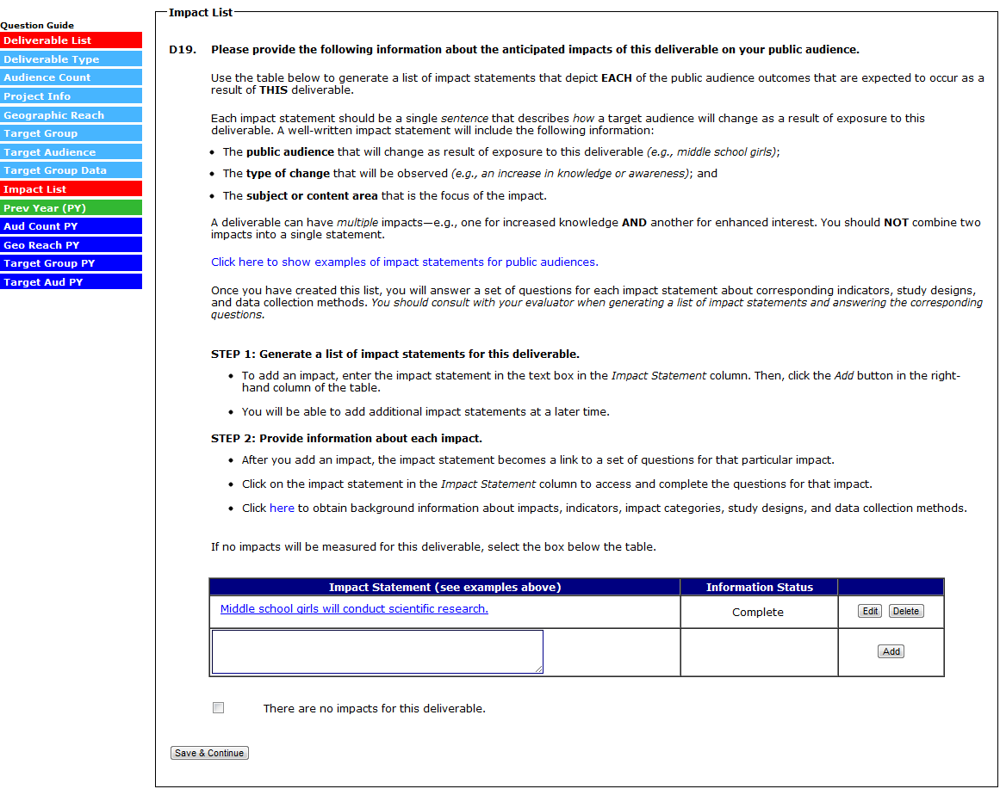 Question Guide
Deliverable List
Deliverable Type
Audience Count
Project Info
Geographic Reach
Target Group
Target Audience
Target Group Data
Impact List
Prev Year (PY)
Aud Count PY
Geo Reach PY
Target Group PY
Target Aud PY
Impact List
D19. Please provide the following information about the anticipated impacts of this deliverable on your public audience.
Use the table below to generate a list of impact statements that depict EACH of the public audience outcomes that are expected to occur as a
result of THIS deliverable.
Each impact statement should be a single sentence that describes how a target audience will change as a result of exposure to this
deliverable. A well-written impact statement will include the following information:
• The public audience that will change as result of exposure to this deliverable (e.g., middle school girls);
• The type of change that will be observed (e.g., an increase in knowledge or awareness); and
• The subject or content area that is the focus of the impact.
A deliverable can have multiple impacts—e.g., one for increased knowledge AND another for enhanced interest. You should NOT combine two
impacts into a single statement.
Click here to show examples of impact statements for public audiences.
Once you have created this list, you will answer a set of questions for each impact statement about corresponding indicators, study designs,
and data collection methods. You should consult with your evaluator when generating a list of impact statements and answering the corresponding
questions.
STEP 1: Generate a list of impact statements for this deliverable.
• To add an impact, enter the impact statement in the text box in the Impact Statement column. Then, click the Add button in the right-
hand column of the table.
• You will be able to add additional impact statements at a later time.
STEP 2: Provide information about each impact.
• After you add an impact, the impact statement becomes a link to a set of questions for that particular impact.
• Click on the impact statement in the Impact Statement column to access and complete the questions for that impact.
• Click here to obtain background information about impacts, indicators, impact categories, study designs, and data collection methods.
If no impacts will be measured for this deliverable, select the box below the table.
Impact Statement (see examples above) Information Status
Middle school girls will conduct scientific research. Complete Edit Delete
Add
There are no impacts for this deliverable.
Save & Continue